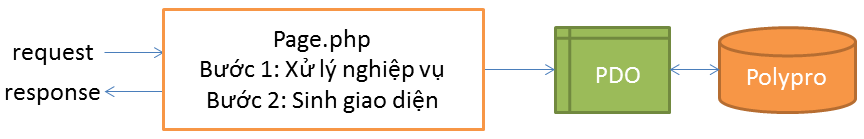 request
response
Page.php
Bước 1: Xử lý nghiệp vụ
Bước 2: Sinh giao diện
PDO
Polypro